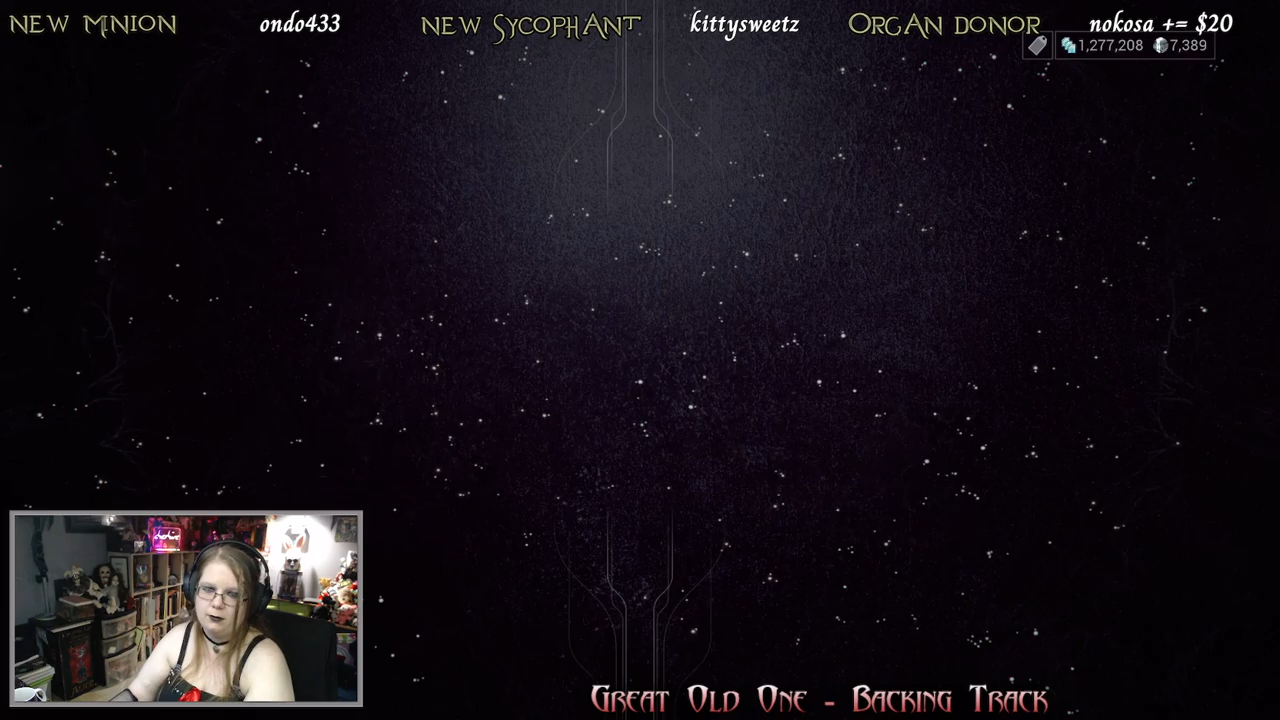 NEW MINION ondo433 NEW SYCOPHANT kittysweetz ORGAN DONOR nokosa += $20
1,277,208 7,389
GREAT OLD ONE - BACKING TRACK